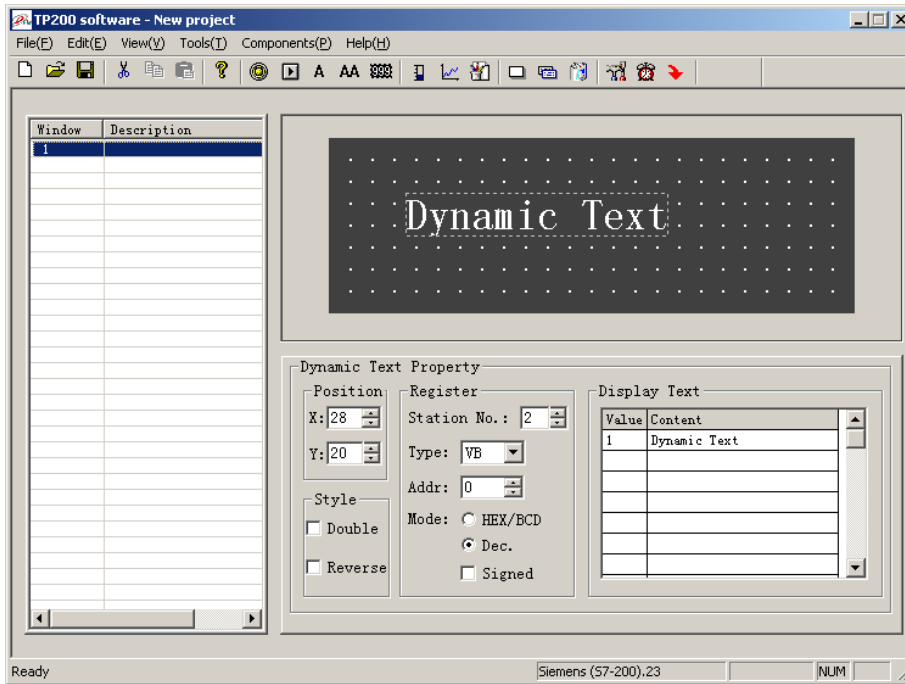 TP200 software - New project
File(F) Edit(E) View(V) Tools(T) Components(P) Help(H)
A AA
Window Description
1
Dynamic Text
Dynamic Text Property
Position Register Display Text
X: 28 Station No.: 2 Value Content
1 Dynamic Text
Y: 20 Type: VB
Addr: 0
Style
Mode: HEX/BCD
Double
Dec.
Reverse Signed
Ready Siemens (S7-200).23 NUM